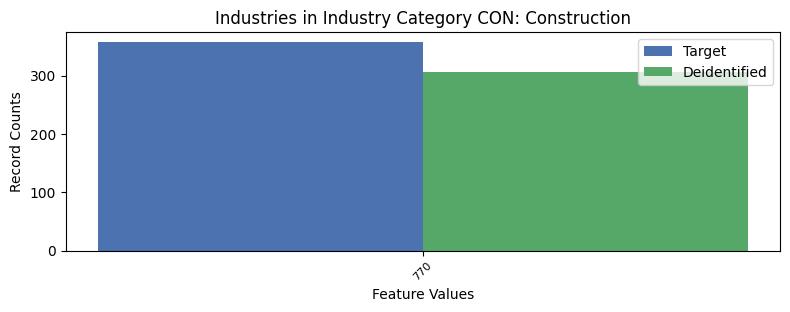 Industries in Industry Category CON: Construction
Target
Deidentified
Record Counts
300
200
100
0
770
Feature Values